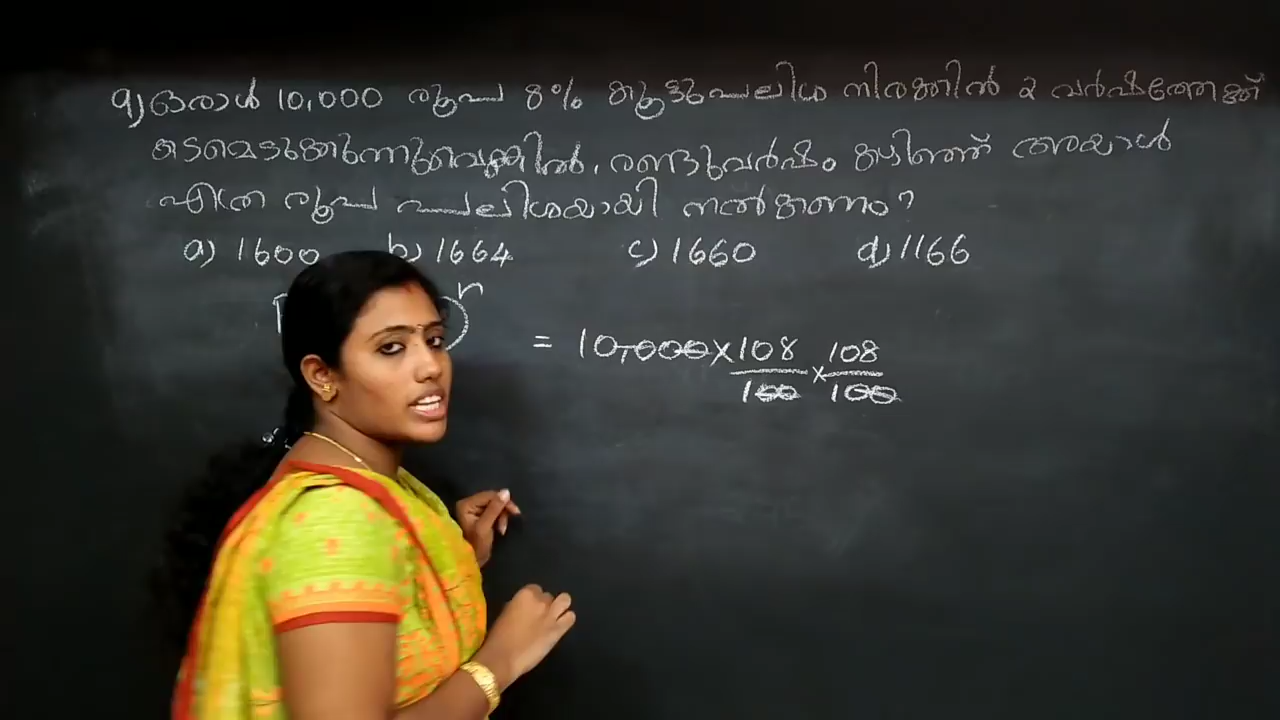 9) ഒരാൾ 10,000 രൂപ 8% കൂട്ടുപലിശ നിരക്കിൽ 2 വർഷത്തേക്ക്
കടമെടുക്കുന്നുവെങ്കിൽ, രണ്ടുവർഷം കഴിഞ്ഞ് അയാൾ
എത്ര രൂപ പലിശയായി നൽകണം?
a) 1600 b) 1664 c) 1660 d) 1166
n
= 10,000 × 108/100 × 108/100